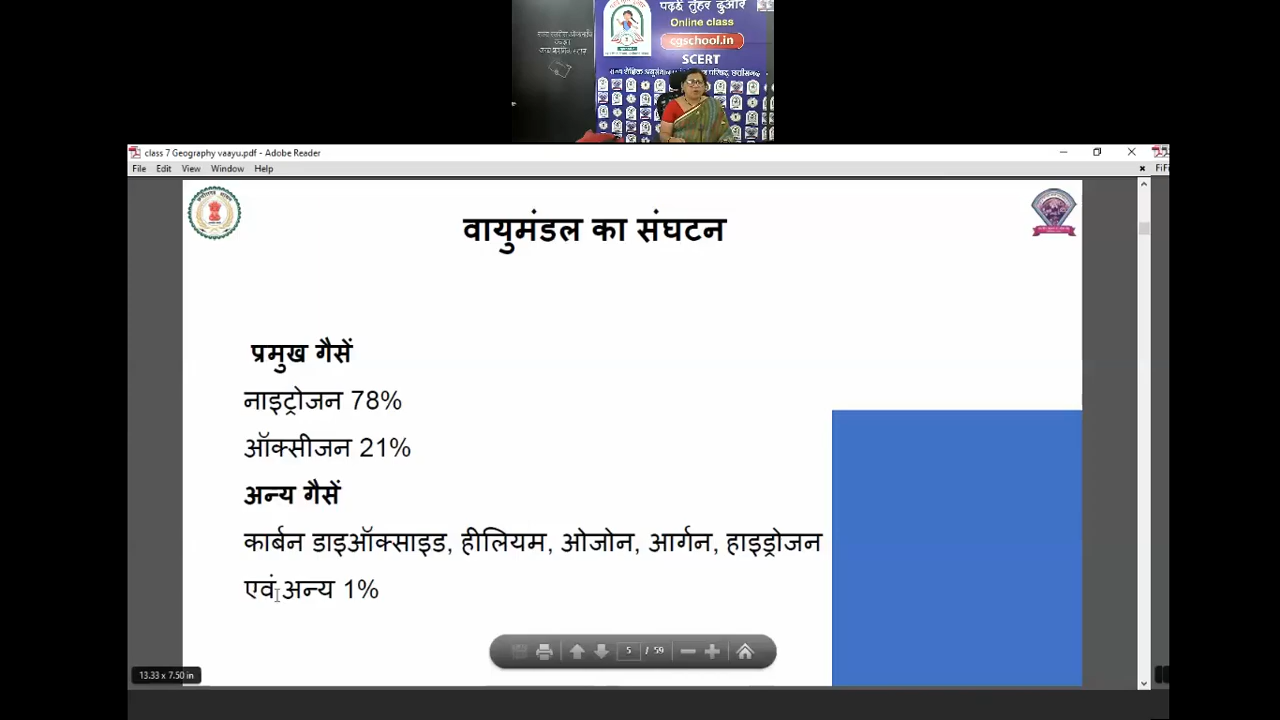 पढ़ई तुंहर दुआर
Online class
cgschool.in
SCERT
class 7 Geography vaayu.pdf - Adobe Reader
File Edit View Window Help
वायुमंडल का संघटन
प्रमुख गैसें
नाइट्रोजन 78%
ऑक्सीजन 21%
अन्य गैसें
कार्बन डाइऑक्साइड, हीलियम, ओजोन, आर्गन, हाइड्रोजन
एवं अन्य 1%
5 / 59
13.33 x 7.50 in